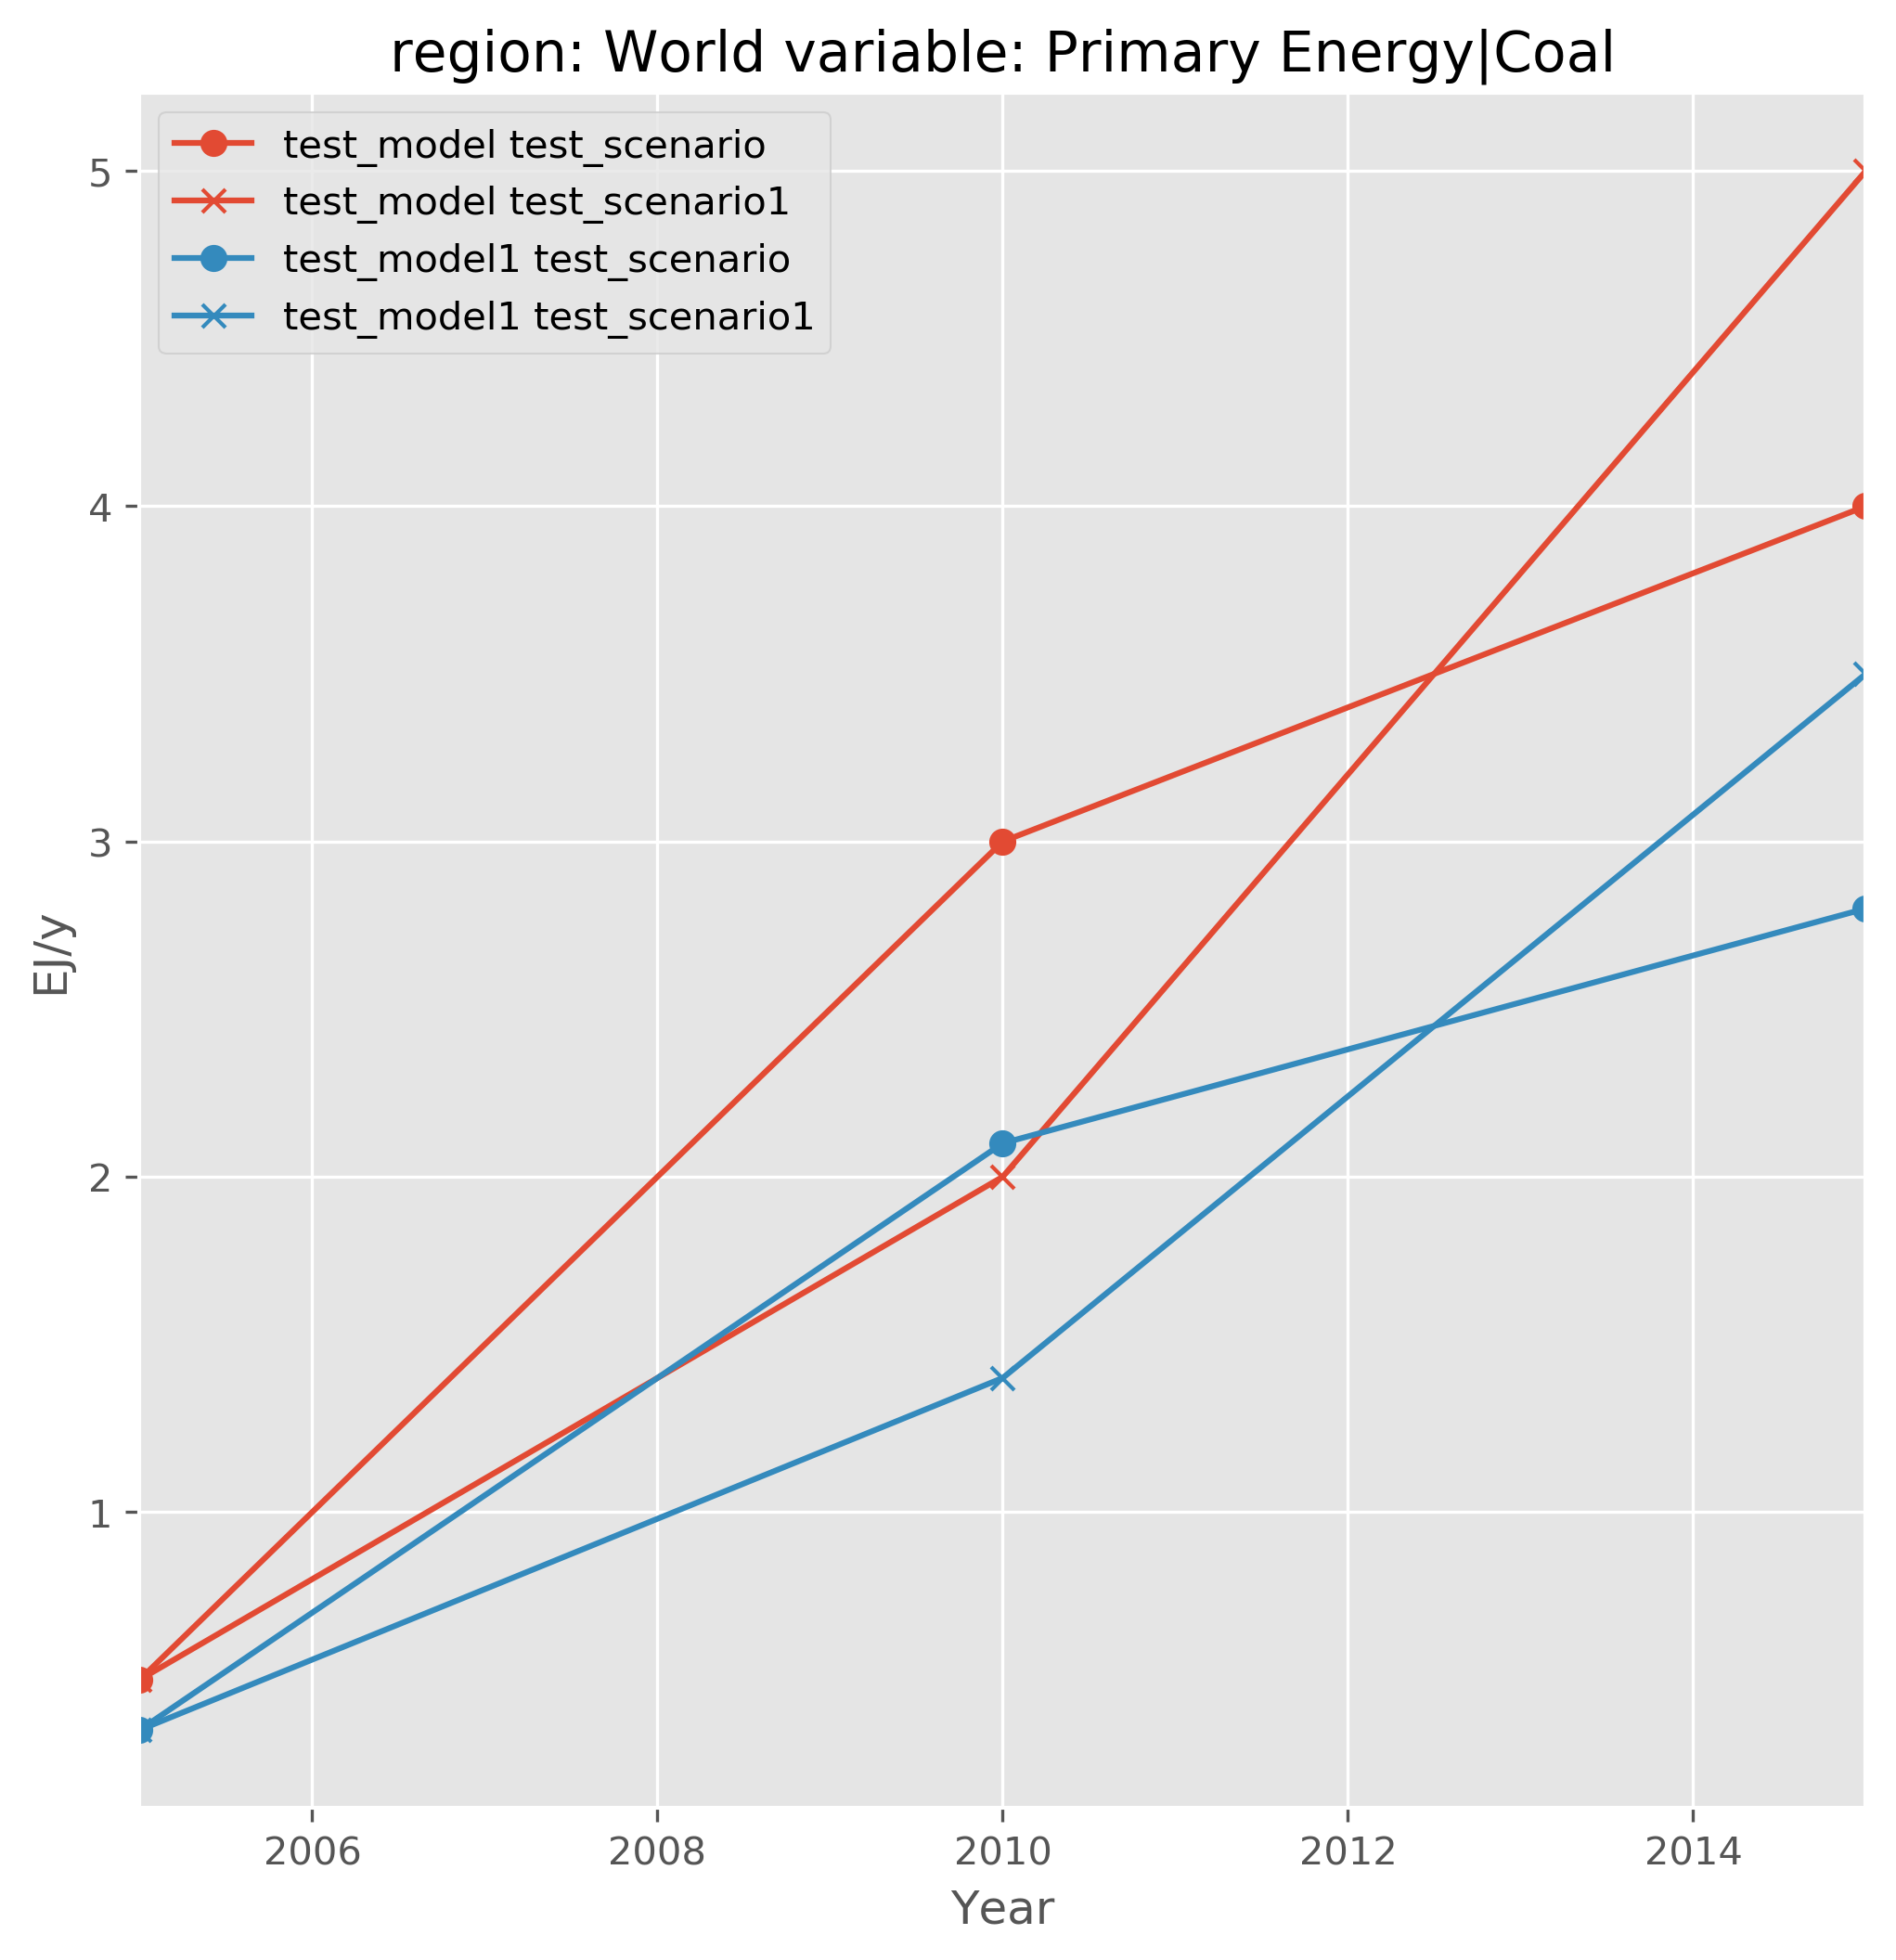 region: World variable: Primary Energy|Coal
test_model test_scenario
test_model test_scenario1
test_model1 test_scenario
test_model1 test_scenario1
5
4
3
2
1
EJ/y
2006 2008 2010 2012 2014
Year